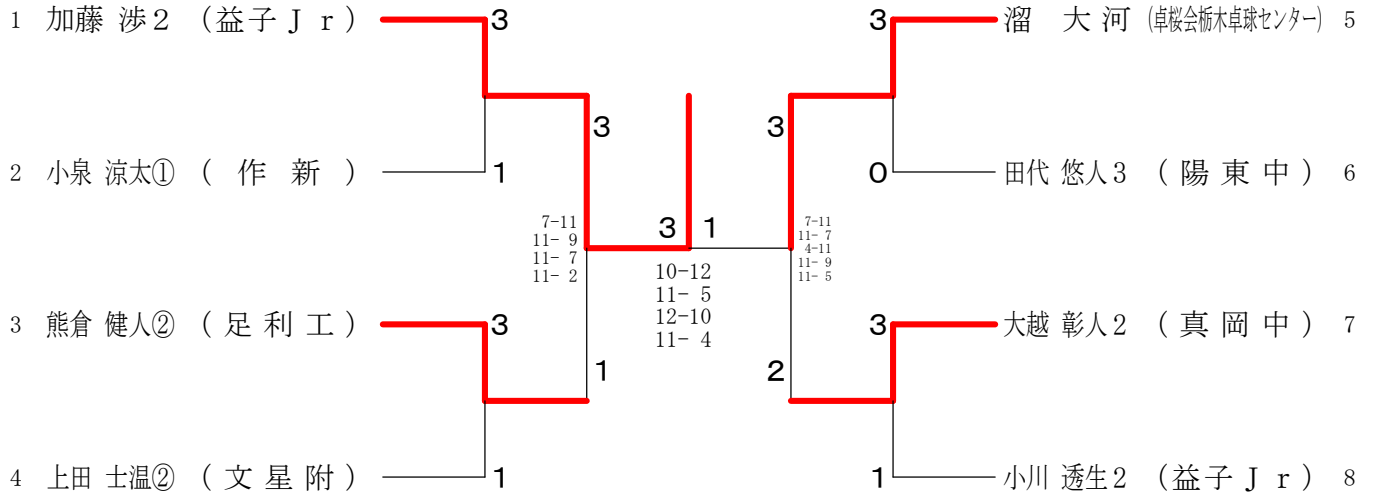 1 加藤 渉２ （益子Ｊｒ） 3
3 溜 大河 (卓桜会栃木卓球センター) 5
3
3
2 小泉 涼太① （ 作 新 ） 1
0 田代 悠人３ （陽東中） 6
3 1
7-11
11- 9
11- 7
11- 2
10-12
11- 5
12-10
11- 4
7-11
11- 7
4-11
11- 9
11- 5
3 熊倉 健人② （足利工） 3
3 大越 彰人２ （真岡中） 7
1
2
4 上田 士温② （文星附） 1
1 小川 透生２ （益子Ｊｒ） 8